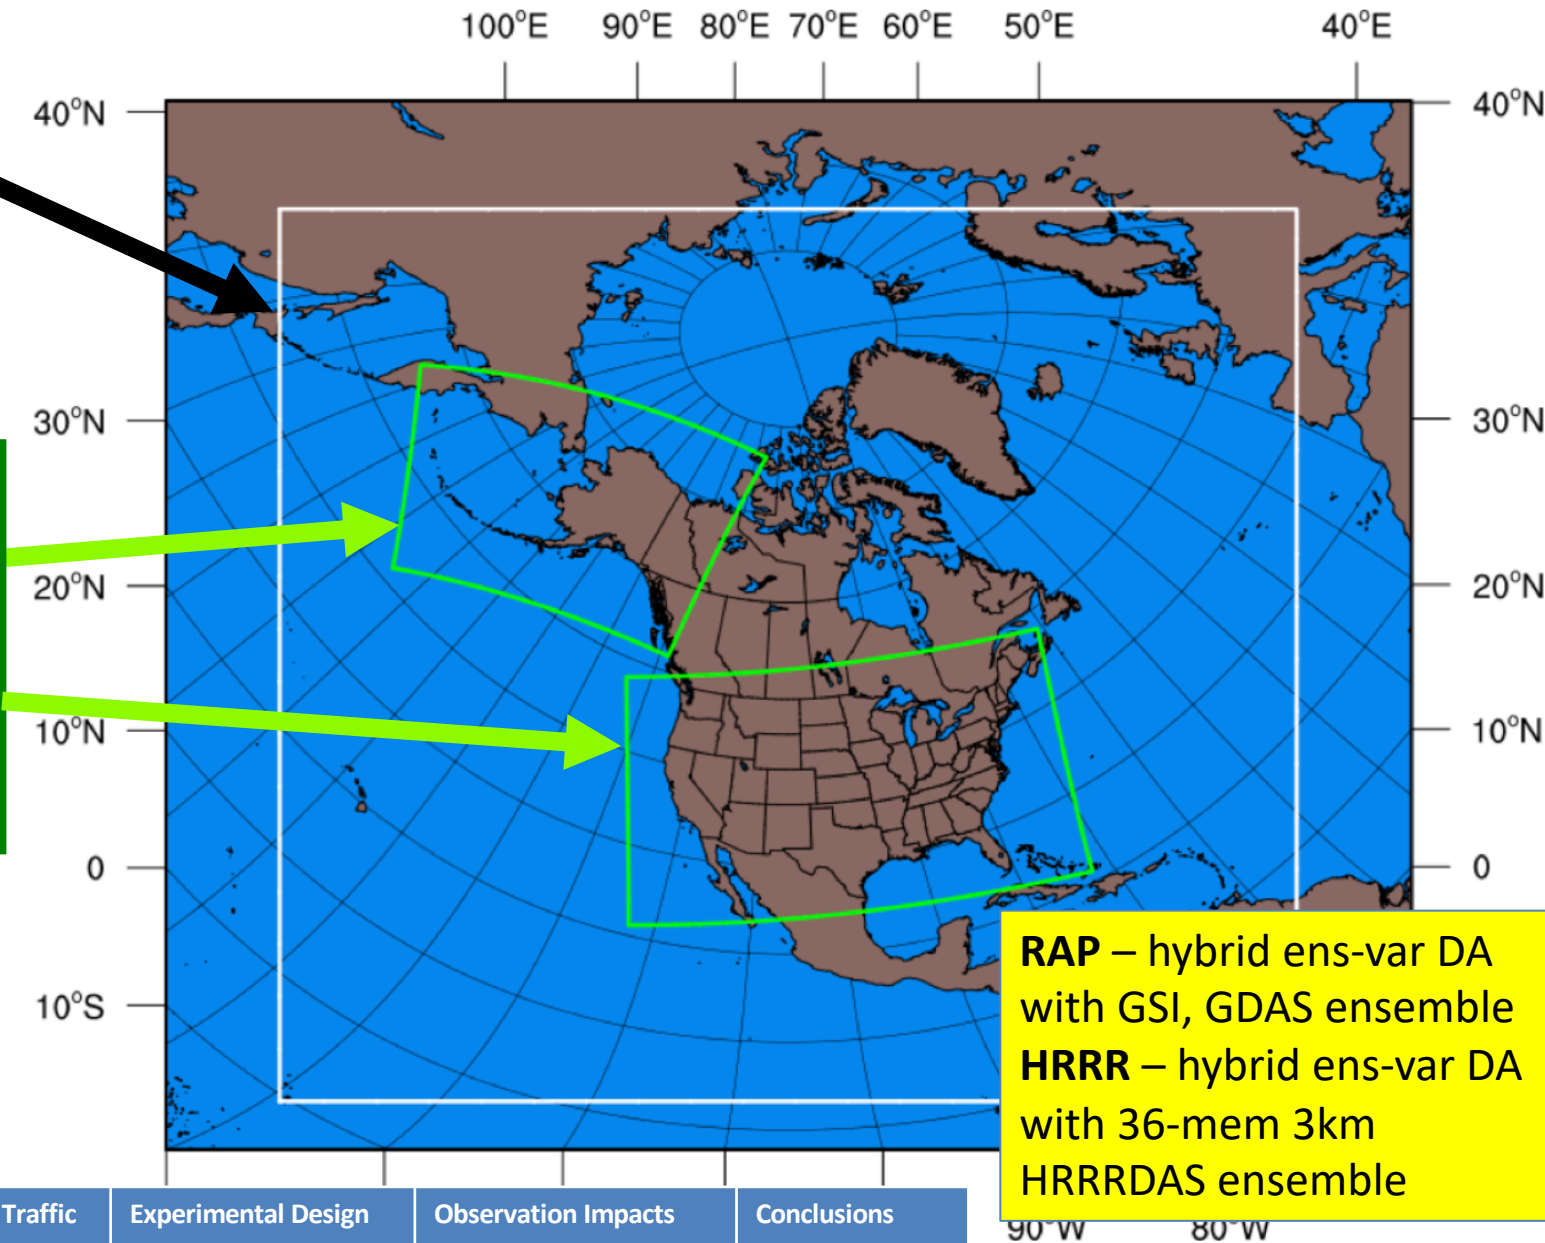 100°E 90°E 80°E 70°E 60°E 50°E 40°E
40°N 40°N
30°N 30°N
20°N 20°N
10°N 10°N
0 0
10°S
RAP – hybrid ens-var DA
with GSI, GDAS ensemble
HRRR – hybrid ens-var DA
with 36-mem 3km
HRRRDAS ensemble
Traffic Experimental Design Observation Impacts Conclusions
90°W 80°W